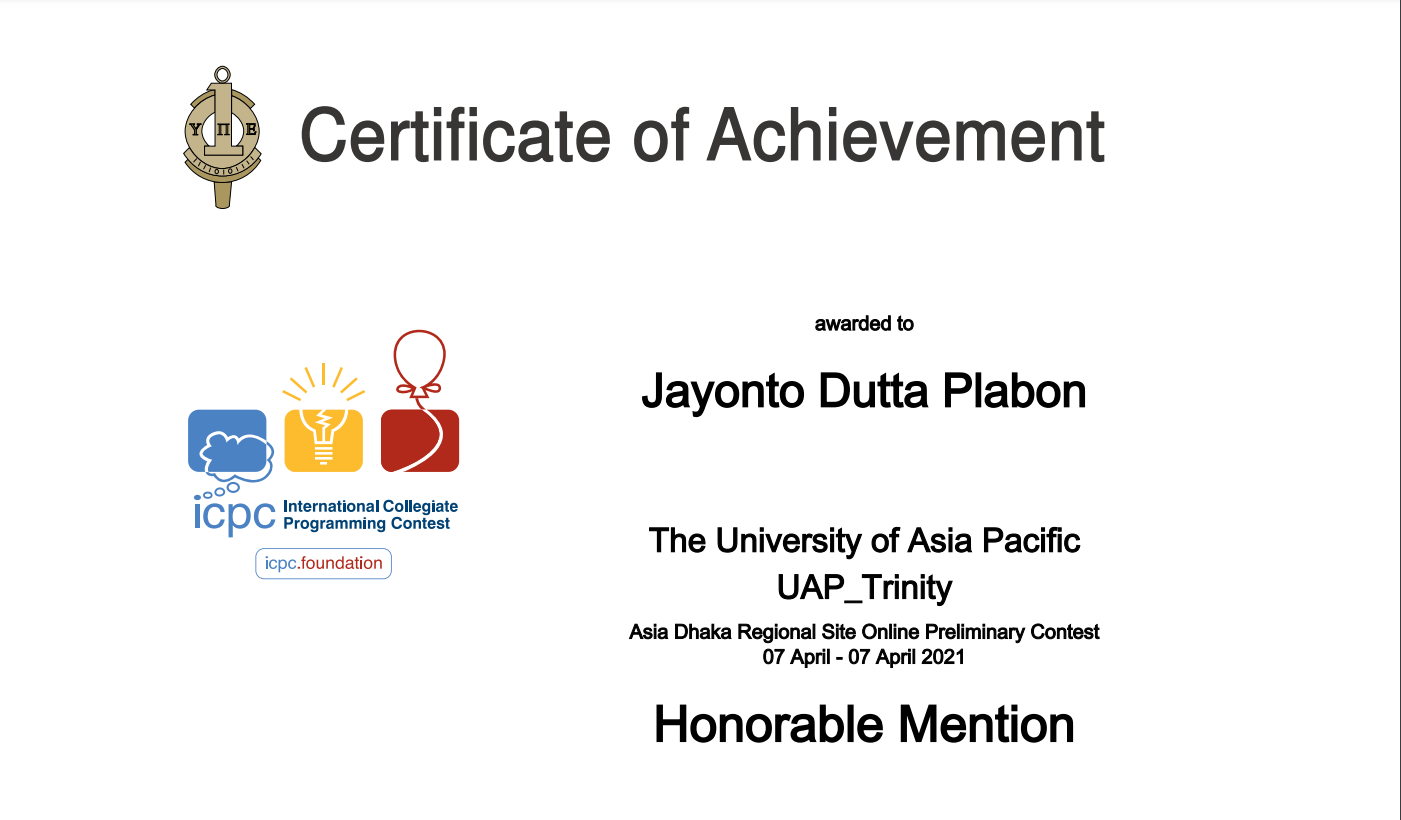 Certificate of Achievement
Υ Π Ε
awarded to
Jayonto Dutta Plabon
icpc International Collegiate
Programming Contest
icpc.foundation
The University of Asia Pacific
UAP_Trinity
Asia Dhaka Regional Site Online Preliminary Contest
07 April - 07 April 2021
Honorable Mention